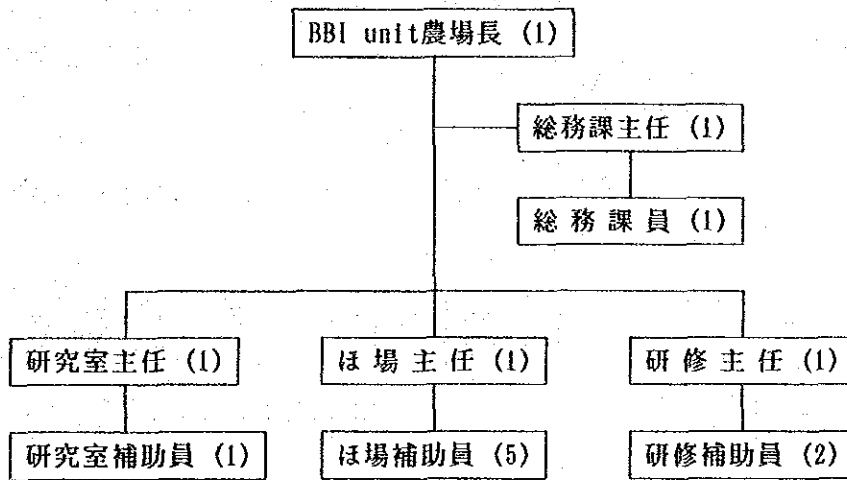 BBI unit農場長 (1)
総務課主任 (1)
総務課員 (1)
研究室主任 (1) ほ場主任 (1) 研修主任 (1)
研究室補助員 (1) ほ場補助員 (5) 研修補助員 (2)